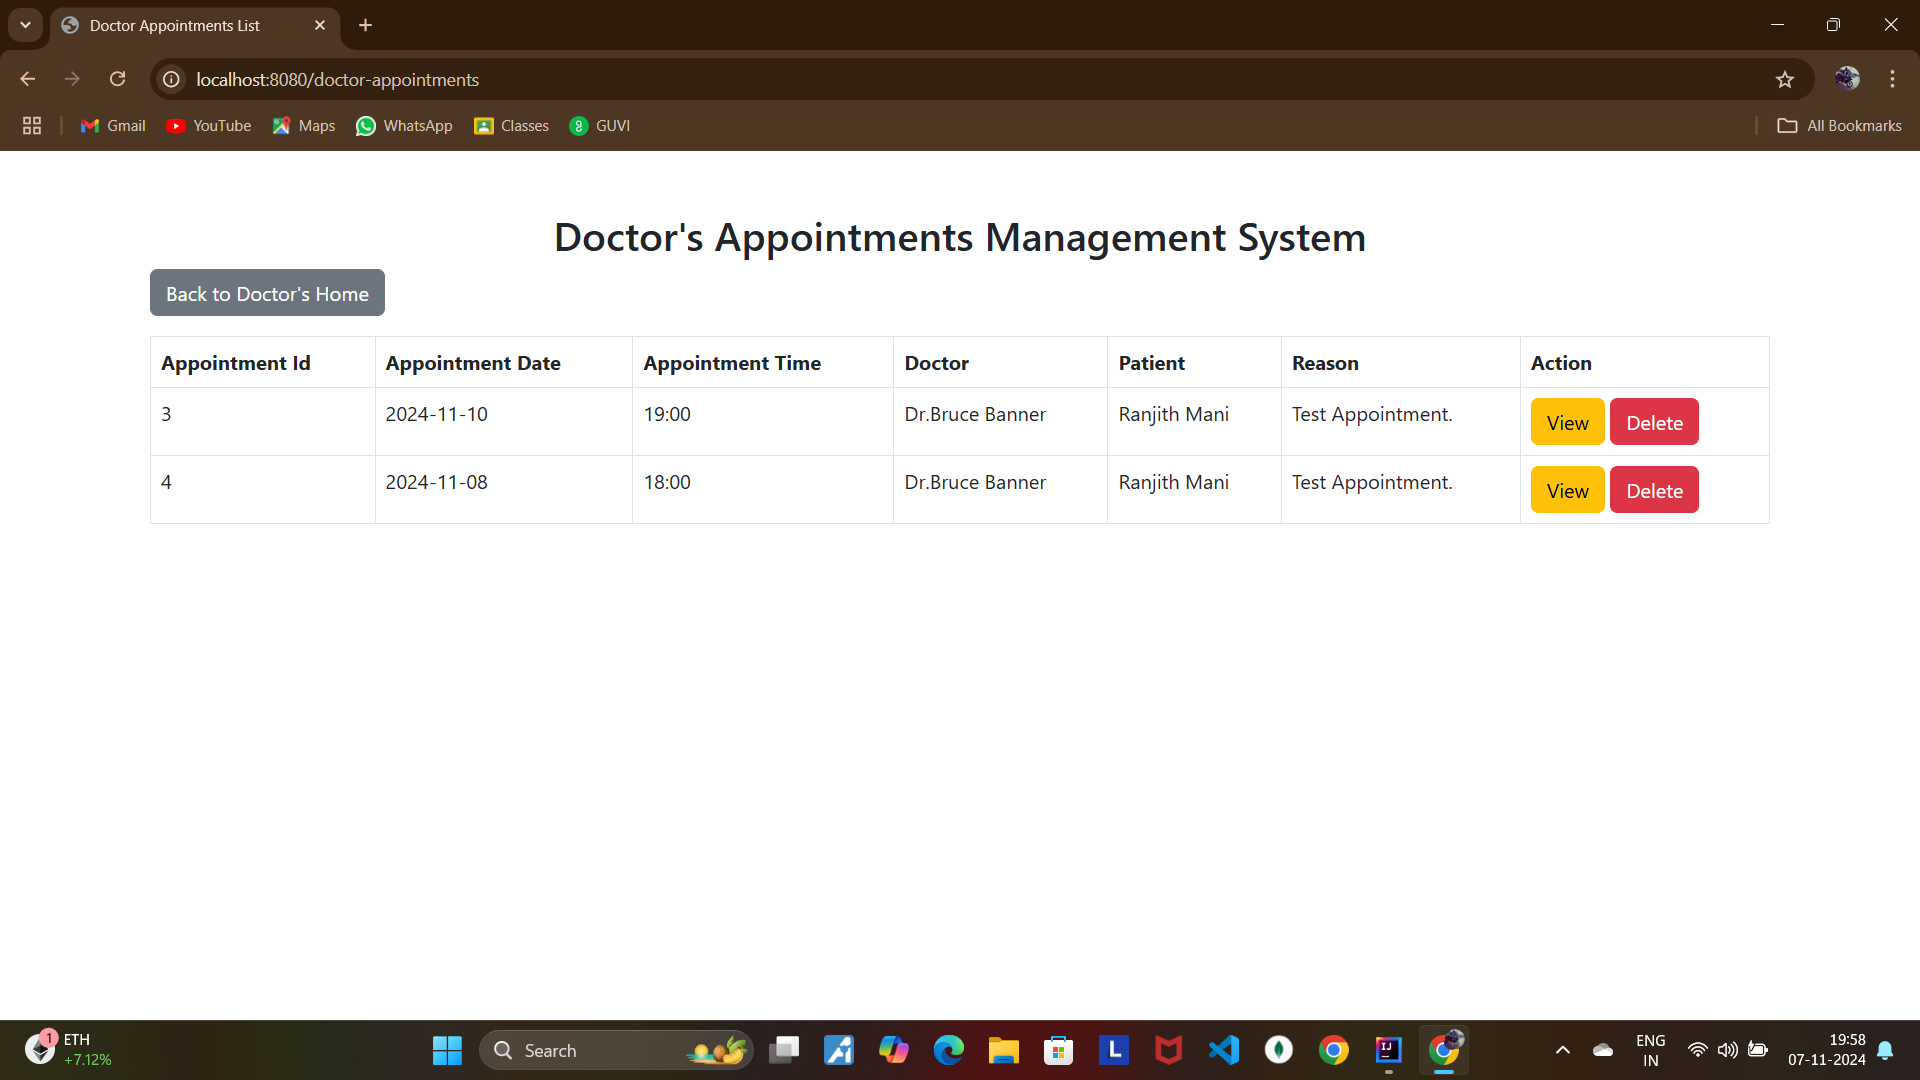 Doctor Appointments List
localhost:8080/doctor-appointments
Gmail YouTube Maps WhatsApp Classes GUVI All Bookmarks
Doctor's Appointments Management System
Back to Doctor's Home
Appointment Id Appointment Date Appointment Time Doctor Patient Reason Action
3 2024-11-10 19:00 Dr.Bruce Banner Ranjith Mani Test Appointment. View Delete
4 2024-11-08 18:00 Dr.Bruce Banner Ranjith Mani Test Appointment. View Delete
1 ETH
+7.12%
Search
L
IJ
ENG
IN
19:58
07-11-2024